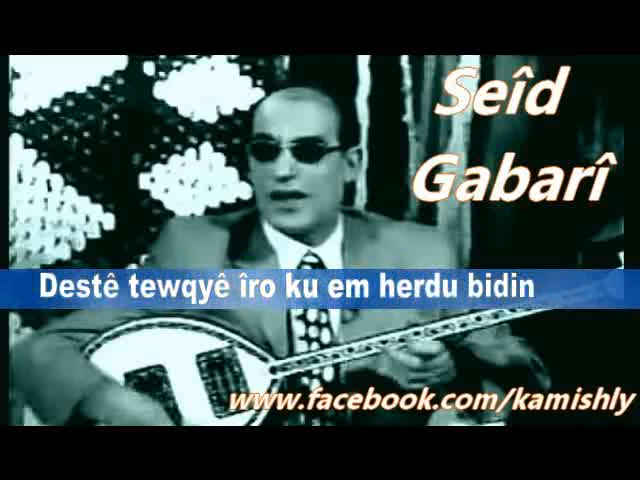 Seîd
Gabarî
Destê tewqyê îro ku em herdu bidin
www.facebook.com/kamishly